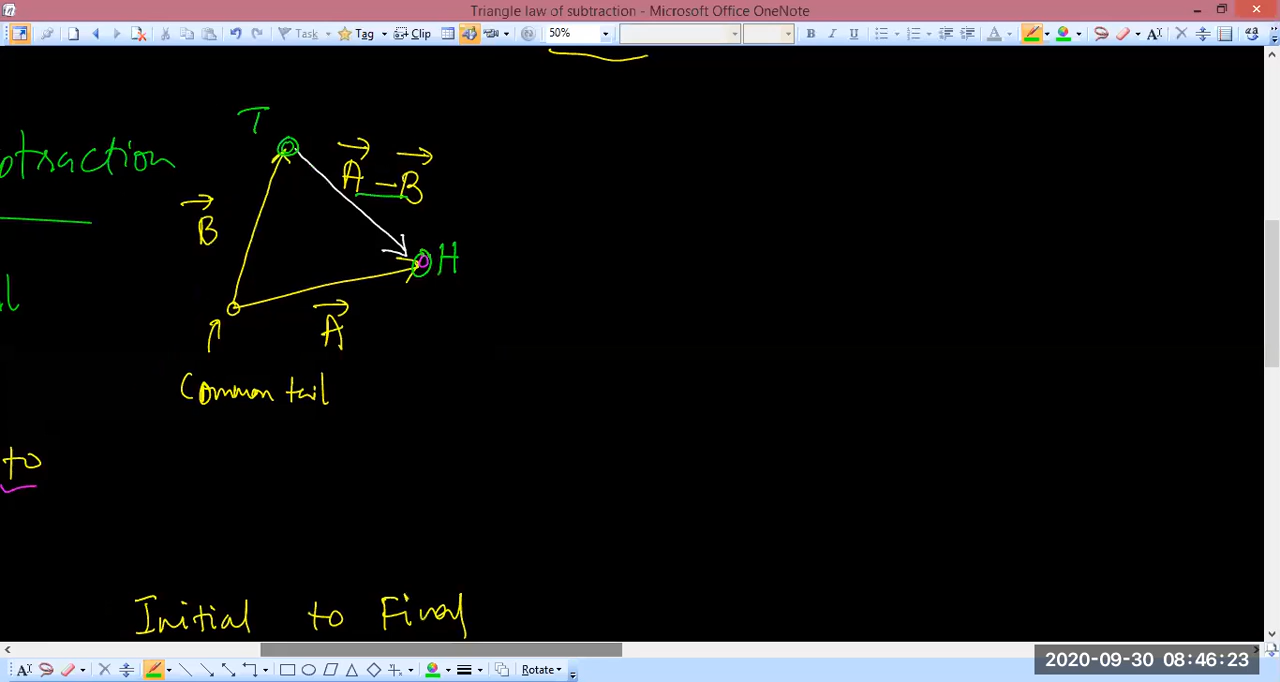 Triangle law of subtraction - Microsoft Office OneNote
Task Tag Clip 50% B I U
T
A - B
btraction
B
H
A
Common tail
to
Initial to Final
Rotate
2020-09-30 08:46:23